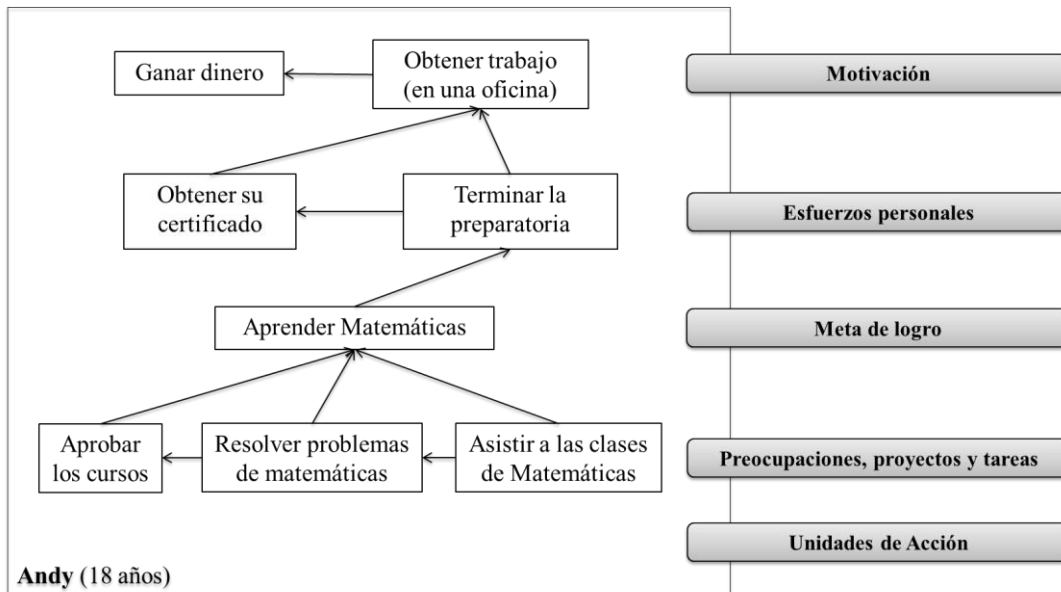 Ganar dinero
Obtener trabajo
(en una oficina)
Motivación
Obtener su
certificado
Terminar la
preparatoria
Esfuerzos personales
Aprender Matemáticas
Meta de logro
Aprobar
los cursos
Resolver problemas
de matemáticas
Asistir a las clases
de Matemáticas
Preocupaciones, proyectos y tareas
Unidades de Acción
Andy (18 años)